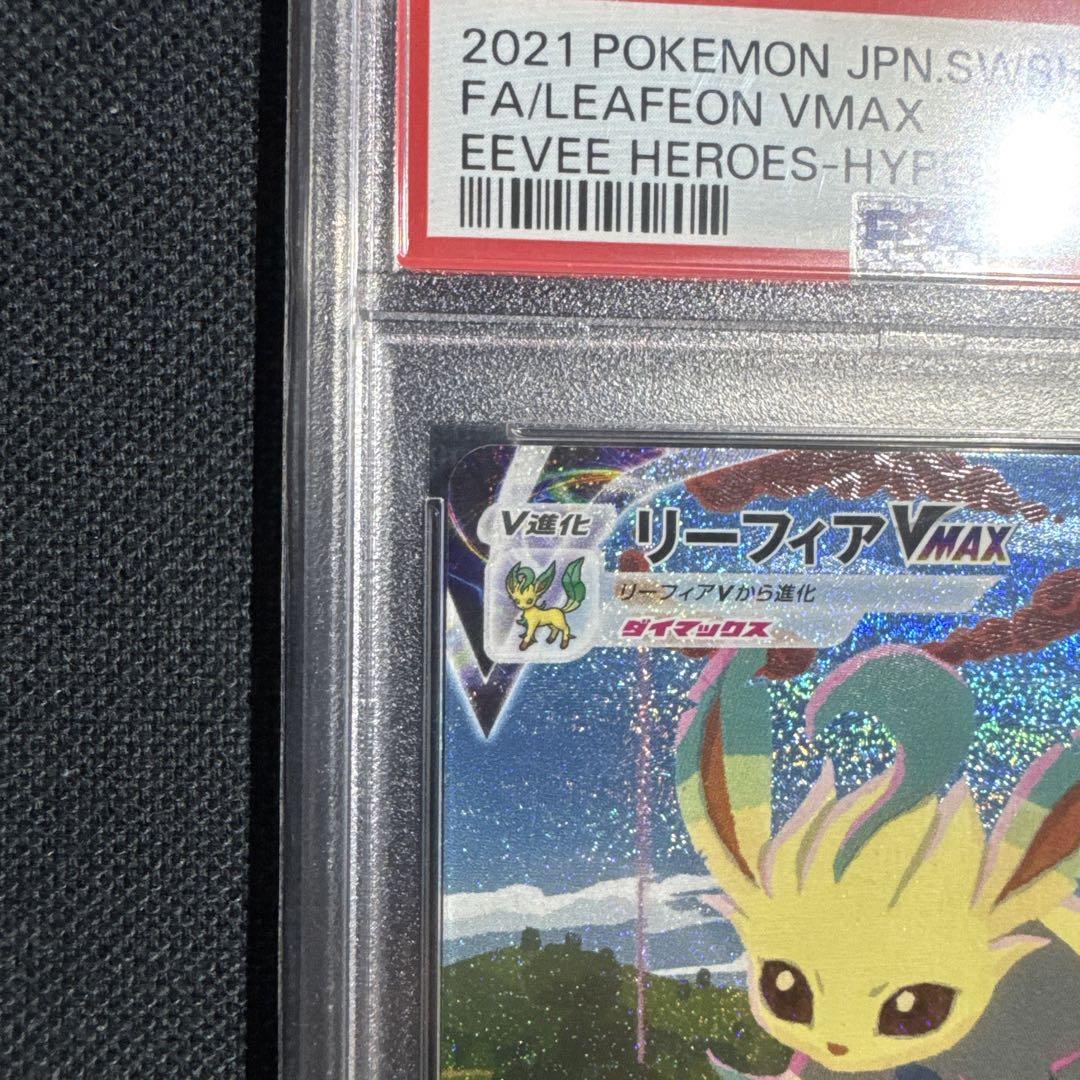 2021 POKEMON JPN.SWSH
FA/LEAFEON VMAX
EEVEE HEROES-HYPE
V進化
リーフィアVMAX
リーフィアVから進化
ダイマックス